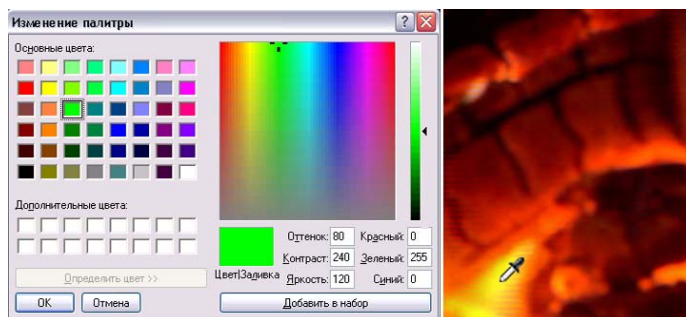 Изменение палитры
Основные цвета:
Дополнительные цвета:
Определить цвет >>
ОК Отмена
Цвет|Заливка
Оттенок: 80 Красный: 0
Контраст: 240 Зеленый: 255
Яркость: 120 Синий: 0
Добавить в набор